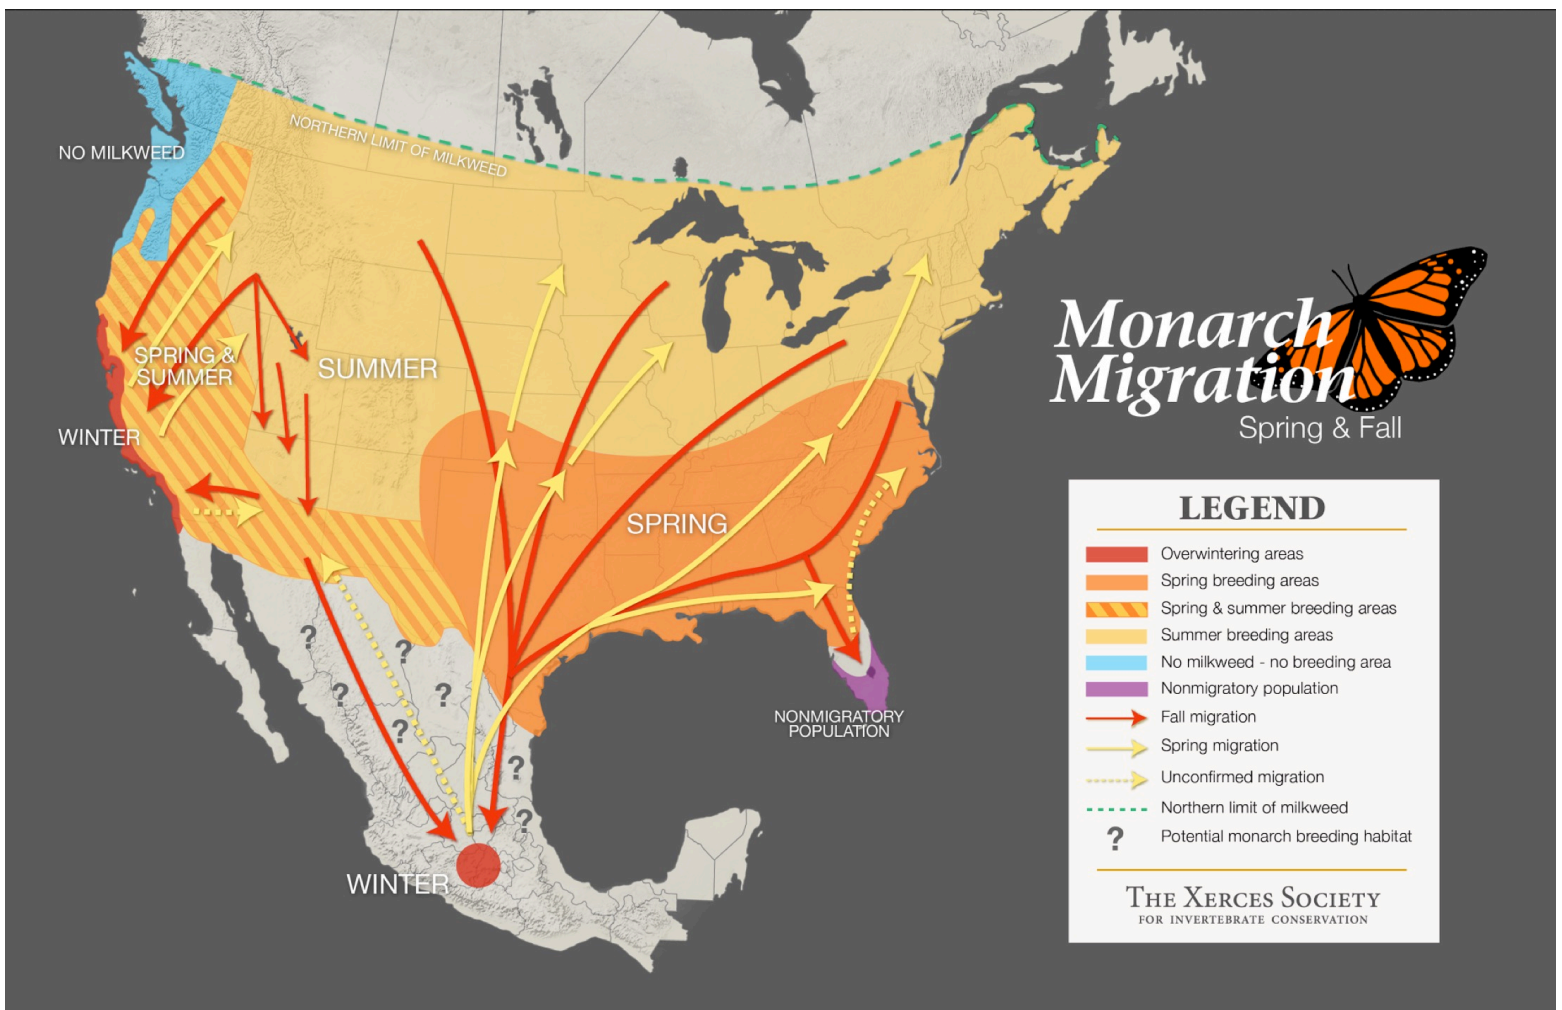 NORTHERN LIMIT OF MILKWEED
NO MILKWEED
SPRING &
SUMMER
SUMMER
WINTER
SPRING
NONMIGRATORY
POPULATION
WINTER
?
?
?
?
?
?
?
Monarch
Migration
Spring & Fall
LEGEND
Overwintering areas
Spring breeding areas
Spring & summer breeding areas
Summer breeding areas
No milkweed - no breeding area
Nonmigratory population
Fall migration
Spring migration
Unconfirmed migration
Northern limit of milkweed
? Potential monarch breeding habitat
THE XERCES SOCIETY
FOR INVERTEBRATE CONSERVATION